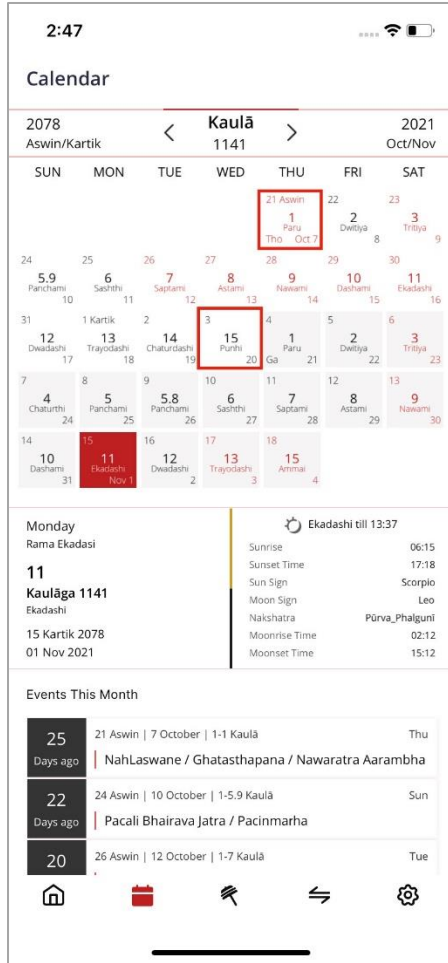 2:47
Calendar
2078 Kaulā 2021
Aswin/Kartik 1141 Oct/Nov
SUN MON TUE WED THU FRI SAT
21 Aswin 22 23
1 2 3
Paru Dwitiya Tritiya
Tho Oct 7 8 9
24 25 26 27 28 29 30
5.9 6 7 8 9 10 11
Panchami Sashthi Saptami Astami Nawami Dashami Ekadashi
10 11 12 13 14 15 16
31 1 Kartik 2 3 4 5 6
12 13 14 15 1 2 3
Dwadashi Trayodashi Chaturdashi Punhi Paru Dwitiya Tritiya
17 18 19 20 Ga 21 22 23
7 8 9 10 11 12 13
4 5 5.8 6 7 8 9
Chaturthi Panchami Panchami Sashthi Saptami Astami Nawami
24 25 26 27 28 29 30
14 15 16 17 18
10 11 12 13 15
Dashami Ekadashi Dwadashi Trayodashi Ammai
31 Nov 1 2 3 4
Monday
Rama Ekadasi
11
Kaulāga 1141
Ekadashi
15 Kartik 2078
01 Nov 2021
Ekadashi till 13:37
Sunrise 06:15
Sunset Time 17:18
Sun Sign Scorpio
Moon Sign Leo
Nakshatra Pūrva_Phalgunī
Moonrise Time 02:12
Moonset Time 15:12
Events This Month
25 Days ago
21 Aswin | 7 October | 1-1 Kaulā Thu
NahLaswane / Ghatasthapana / Nawaratra Aarambha
22 Days ago
24 Aswin | 10 October | 1-5.9 Kaulā Sun
Pacali Bhairava Jatra / Pacinmarha
20
26 Aswin | 12 October | 1-7 Kaulā Tue